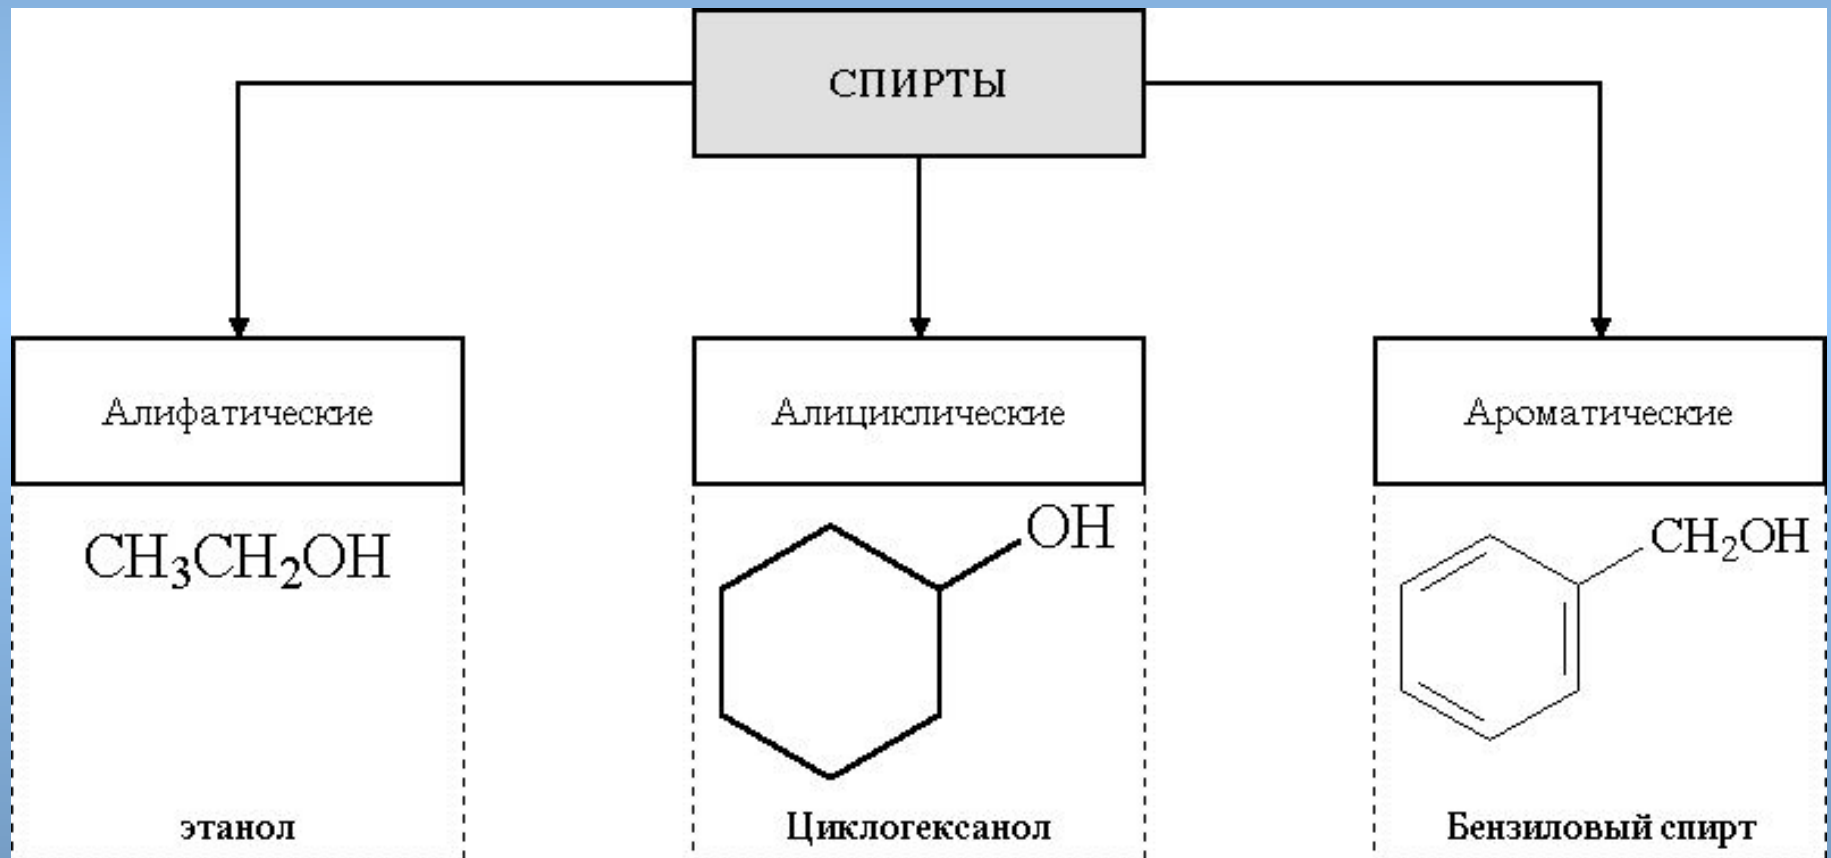 СПИРТЫ
Алифатические
Алициклические
Ароматические
CH₃CH₂OH
OH
CH₂OH
этанол
Циклогексанол
Бензиловый спирт